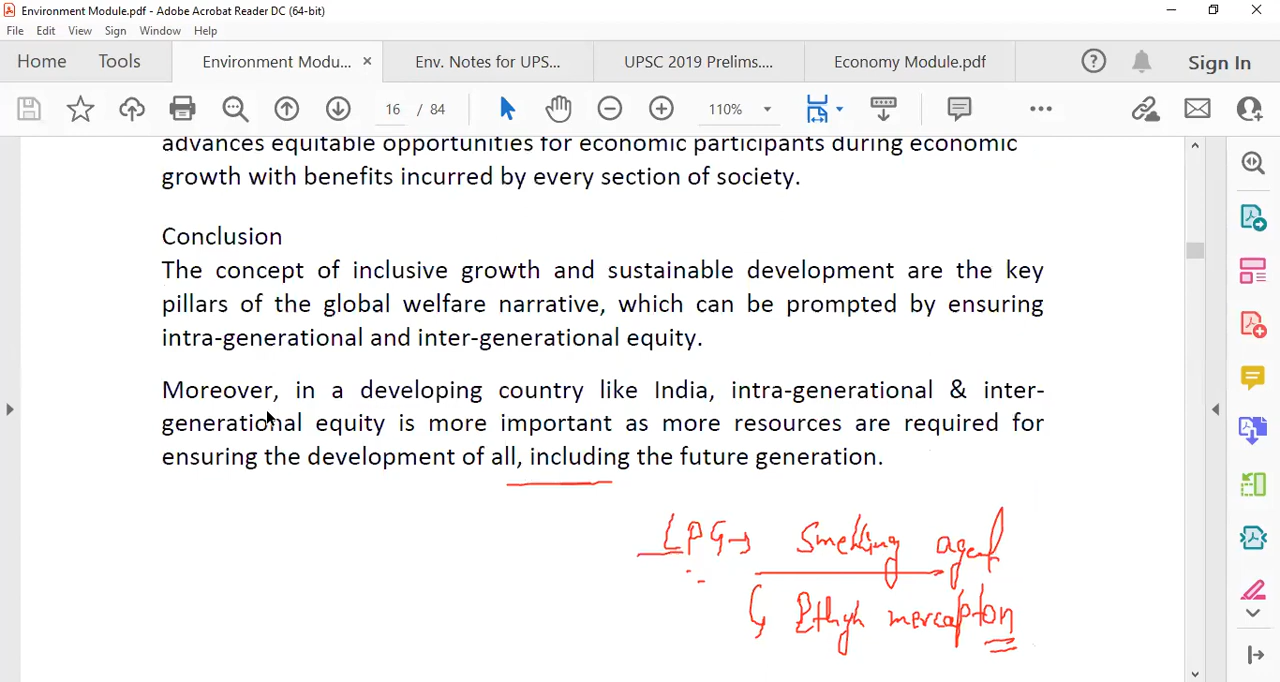 Environment Module.pdf - Adobe Acrobat Reader DC (64-bit)
File Edit View Sign Window Help
Home Tools Environment Modu... × Env. Notes for UPS... UPSC 2019 Prelims.... Economy Module.pdf Sign In
16 / 84 110%
advances equitable opportunities for economic participants during economic
growth with benefits incurred by every section of society.
Conclusion
The concept of inclusive growth and sustainable development are the key
pillars of the global welfare narrative, which can be prompted by ensuring
intra-generational and inter-generational equity.
Moreover, in a developing country like India, intra-generational & inter-
generational equity is more important as more resources are required for
ensuring the development of all, including the future generation.
LPG → Smelling agent
Ethyl mercapton